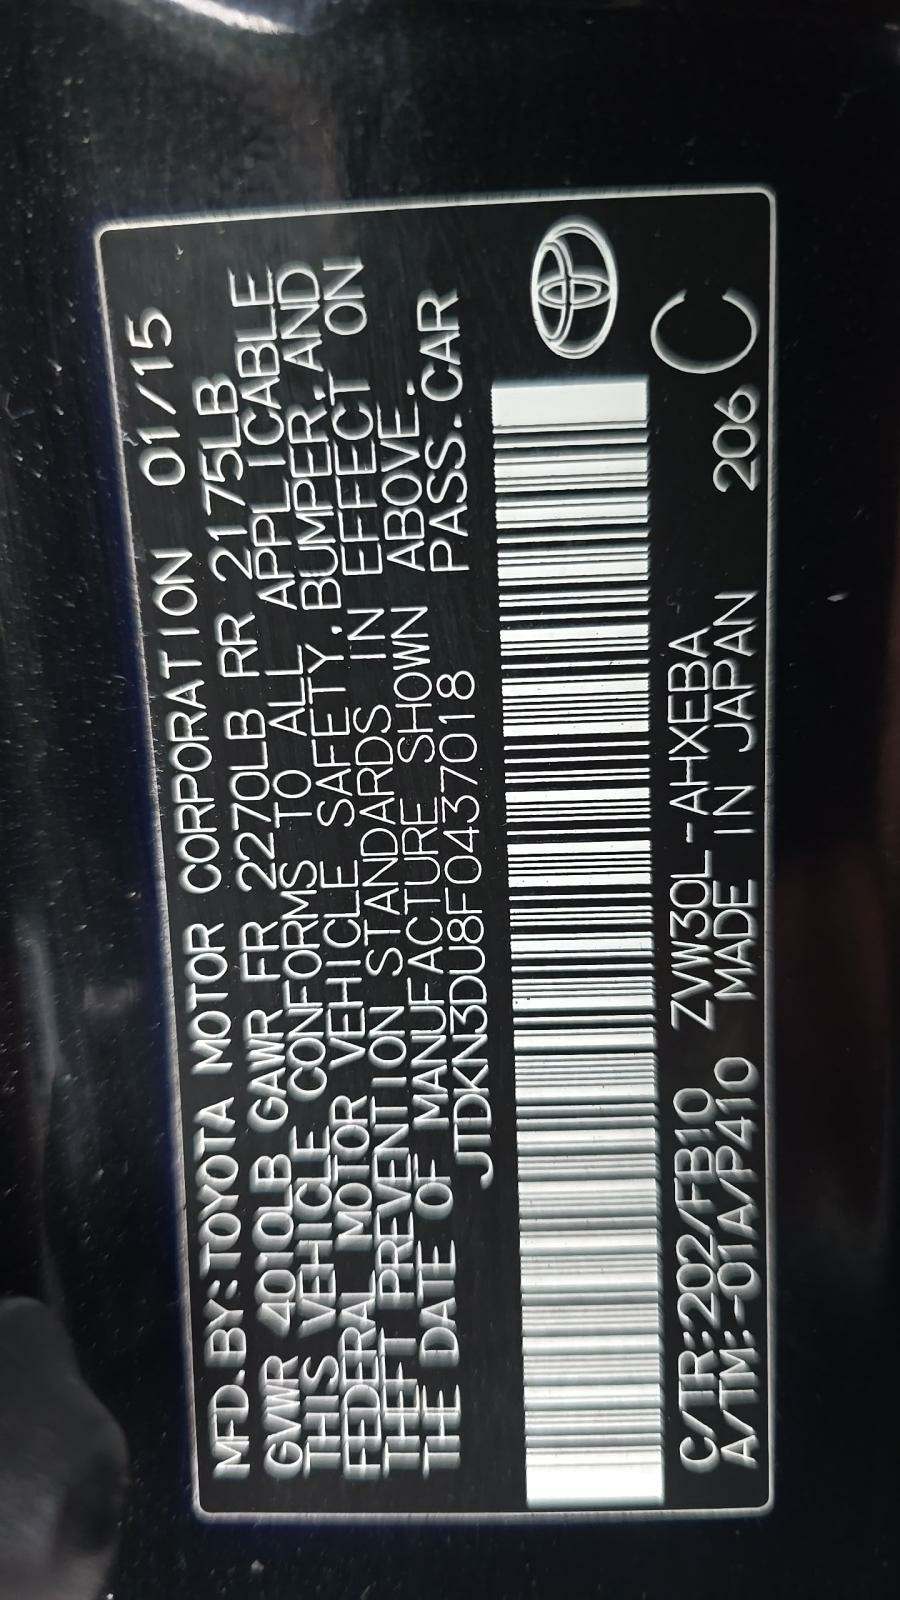 MFD.BY:TOYOTA MOTOR CORPORATION 01/15
GVWR 4010LB GAWR FR 2270LB RR 2175LB
THIS VEHICLE CONFORMS TO ALL APPLICABLE
FEDERAL MOTOR VEHICLE SAFETY,BUMPER,AND
THEFT PREVENTION STANDARDS IN EFFECT ON
THE DATE OF MANUFACTURE SHOWN ABOVE.
JTDKN3DU8F0437018 PASS.CAR
C/TR:202/FB10 ZVW30L-AHXEBA 206
A/TM:-01A/P410 MADE IN JAPAN C